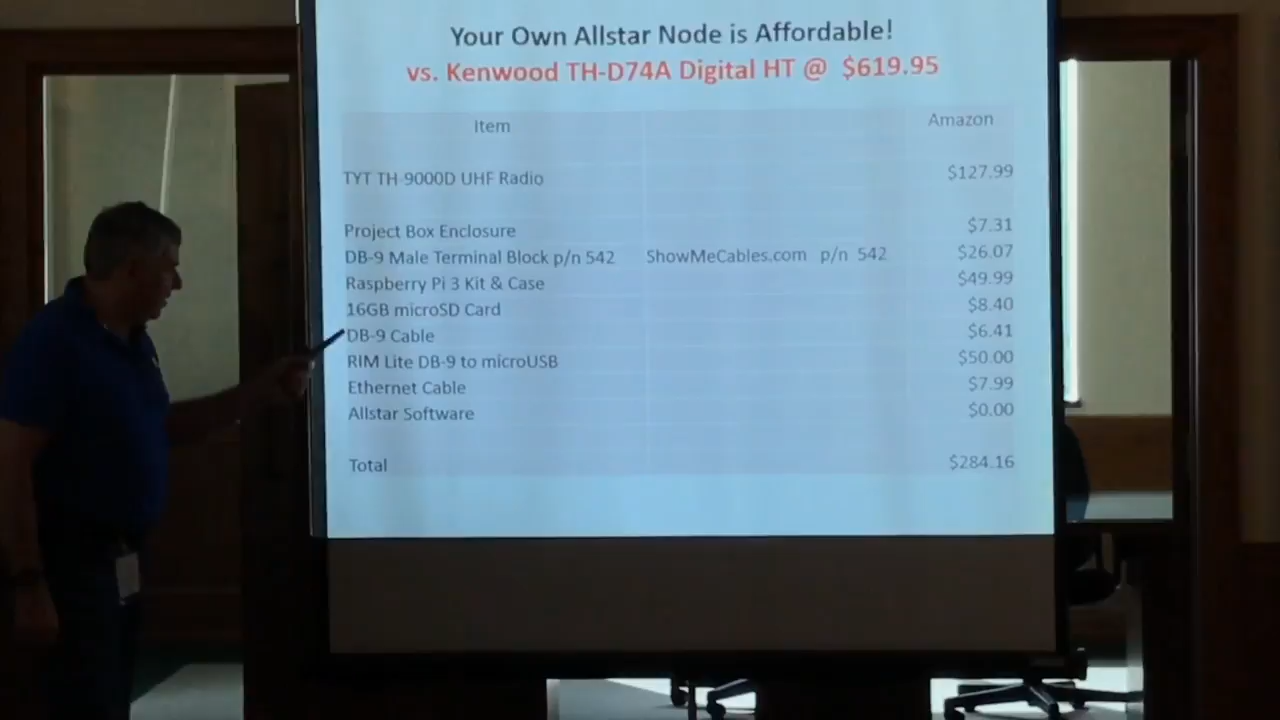 Your Own Allstar Node is Affordable!
vs. Kenwood TH-D74A Digital HT @ $619.95
Item Amazon
TYT TH-9000D UHF Radio $127.99
Project Box Enclosure $7.31
DB-9 Male Terminal Block p/n 542 ShowMeCables.com p/n 542 $26.07
Raspberry Pi 3 Kit & Case $49.99
16GB microSD Card $8.40
DB-9 Cable $6.41
RIM Lite DB-9 to microUSB $50.00
Ethernet Cable $7.99
Allstar Software $0.00
Total $284.16